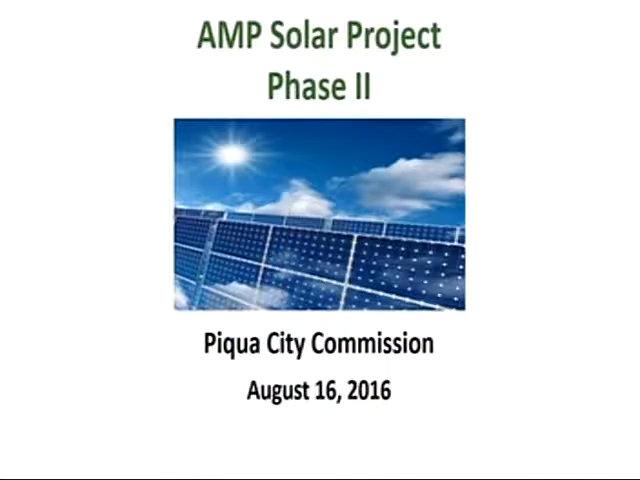 AMP Solar Project
Phase II
Piqua City Commission
August 16, 2016